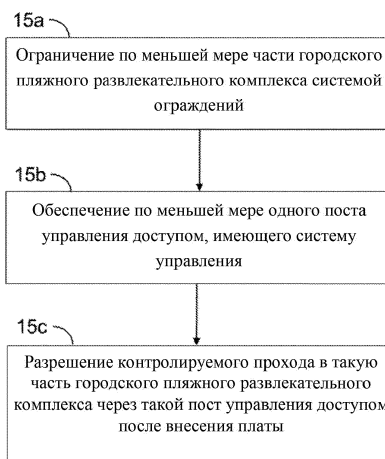 15a
Ограничение по меньшей мере части городского
пляжного развлекательного комплекса системой
ограждений
15b
Обеспечение по меньшей мере одного поста
управления доступом, имеющего систему
управления
15c
Разрешение контролируемого прохода в такую
часть городского пляжного развлекательного
комплекса через такой пост управления доступом
после внесения платы